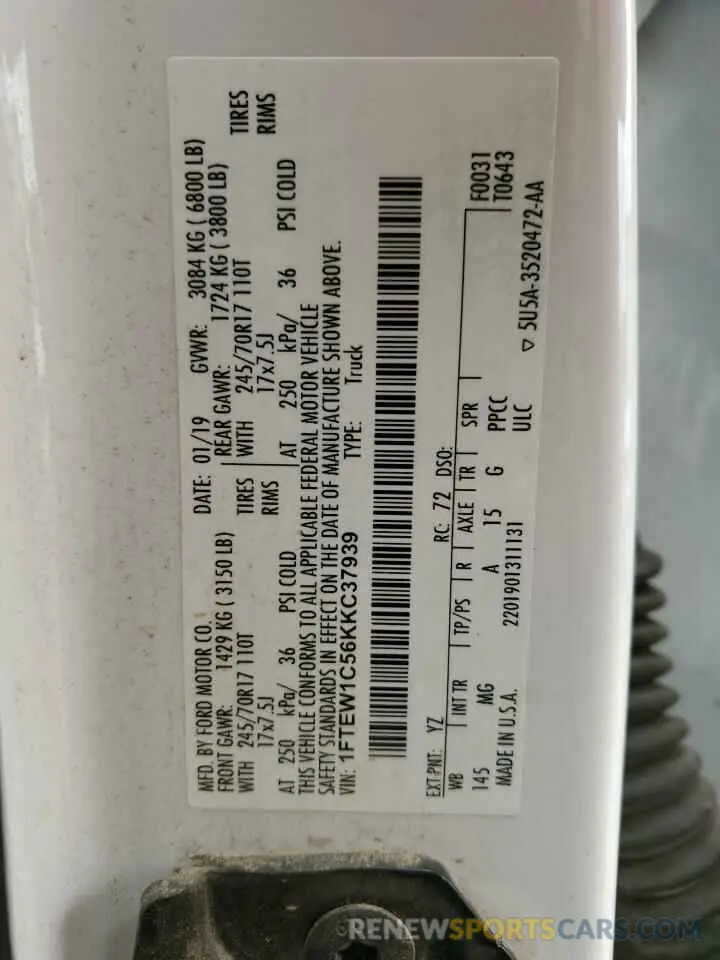 MFD. BY FORD MOTOR CO.
DATE: 01/19 GVWR: 3084 KG ( 6800 LB)
FRONT GAWR: 1429 KG ( 3150 LB)
REAR GAWR: 1724 KG ( 3800 LB)
WITH 245/70R17 110T TIRES
WITH 245/70R17 110T TIRES
17x7.5J RIMS
17x7.5J RIMS
AT 250 kPa/ 36 PSI COLD
AT 250 kPa/ 36 PSI COLD
THIS VEHICLE CONFORMS TO ALL APPLICABLE FEDERAL MOTOR VEHICLE
SAFETY STANDARDS IN EFFECT ON THE DATE OF MANUFACTURE SHOWN ABOVE.
VIN: 1FTEW1C56KKC37939 TYPE: Truck
EXT PNT: YZ RC: 72 DSO:
WB INT TR TP/PS R AXLE TR SPR
F0031
T0643
145 MG A 15 G PPCC
MADE IN U.S.A. 2201901311131 ULC
▽ 5U5A-3520472-AA
RENEWSPORTSCARS.COM